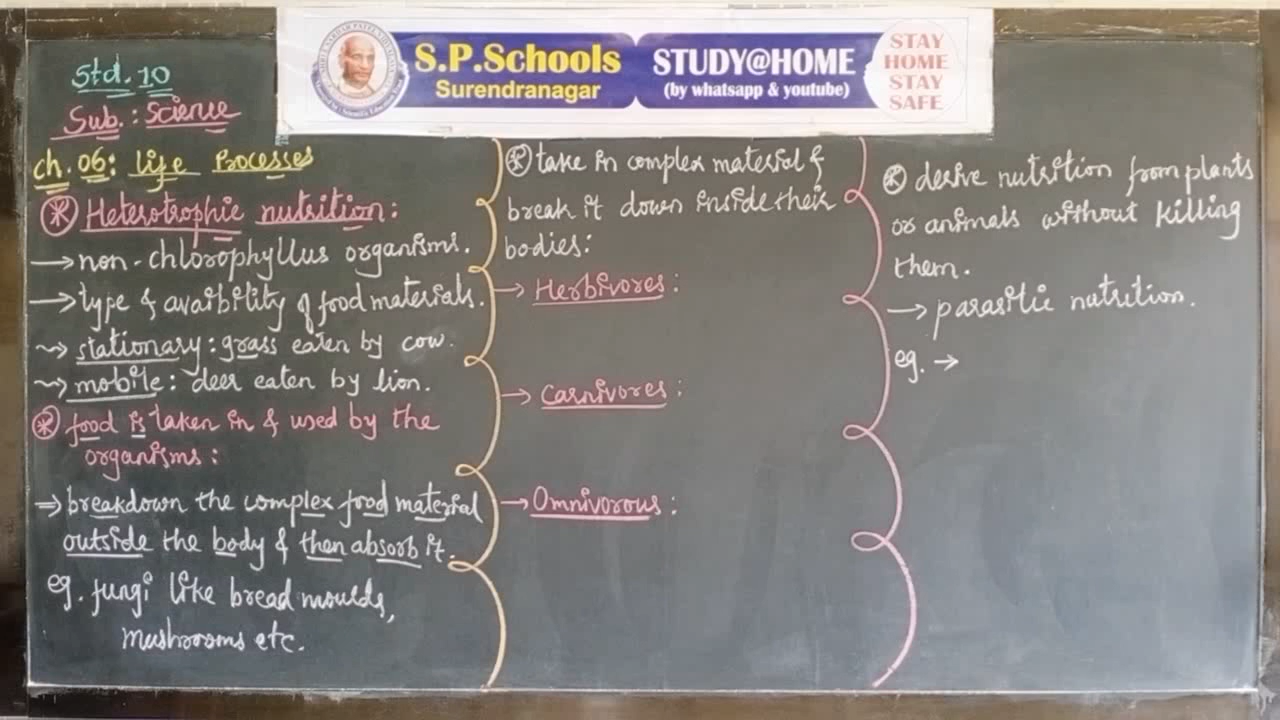 S.P.Schools
Surendranagar
STUDY@HOME
(by whatsapp & youtube)
STAY
HOME
STAY
SAFE
Std. 10
Sub. : Science
Ch. 06: Life Processes
* Heterotrophic nutrition:
→ non-chlorophyllus organisms.
→ type & avaibility of food materials.
⇝ stationary: grass eaten by cow.
⇝ mobile: deer eaten by lion.
* food is taken in & used by the
organisms:
⇒ breakdown the complex food material
outside the body & then absorb it.
eg. fungi like bread moulds,
mushrooms etc.
* take in complex material &
break it down inside their
bodies:
→ Herbivores:
→ Carnivores:
→ Omnivorous:
* derive nutrition from plants
or animals without killing
them.
→ parasitic nutrition.
eg. →